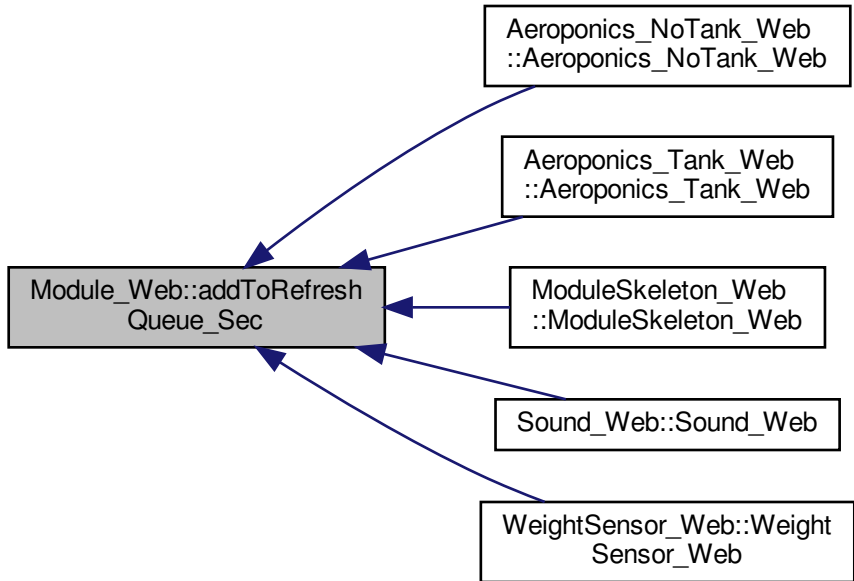 Aeroponics_NoTank_Web
::Aeroponics_NoTank_Web
Aeroponics_Tank_Web
::Aeroponics_Tank_Web
Module_Web::addToRefresh
Queue_Sec
ModuleSkeleton_Web
::ModuleSkeleton_Web
Sound_Web::Sound_Web
WeightSensor_Web::Weight
Sensor_Web